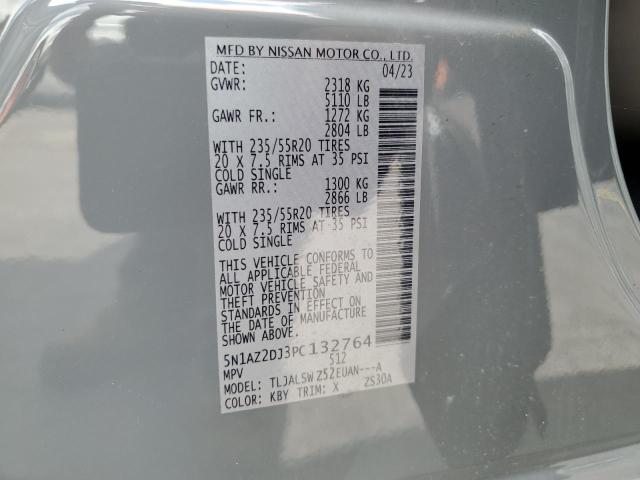 MFD BY NISSAN MOTOR CO., LTD.
DATE: 04/23
GVWR: 2318 KG
5110 LB
GAWR FR.: 1272 KG
2804 LB
WITH 235/55R20 TIRES
20 X 7.5 RIMS AT 35 PSI
COLD SINGLE
GAWR RR.: 1300 KG
2866 LB
WITH 235/55R20 TIRES
20 X 7.5 RIMS AT 35 PSI
COLD SINGLE
THIS VEHICLE CONFORMS TO
ALL APPLICABLE FEDERAL
MOTOR VEHICLE SAFETY AND
THEFT PREVENTION
STANDARDS IN EFFECT ON
THE DATE OF MANUFACTURE
SHOWN ABOVE.
5N1AZ2DJ3PC132764
MPV 512
MODEL: TLJALSW Z52EUAN---A
COLOR: KBY TRIM: X ZS30A